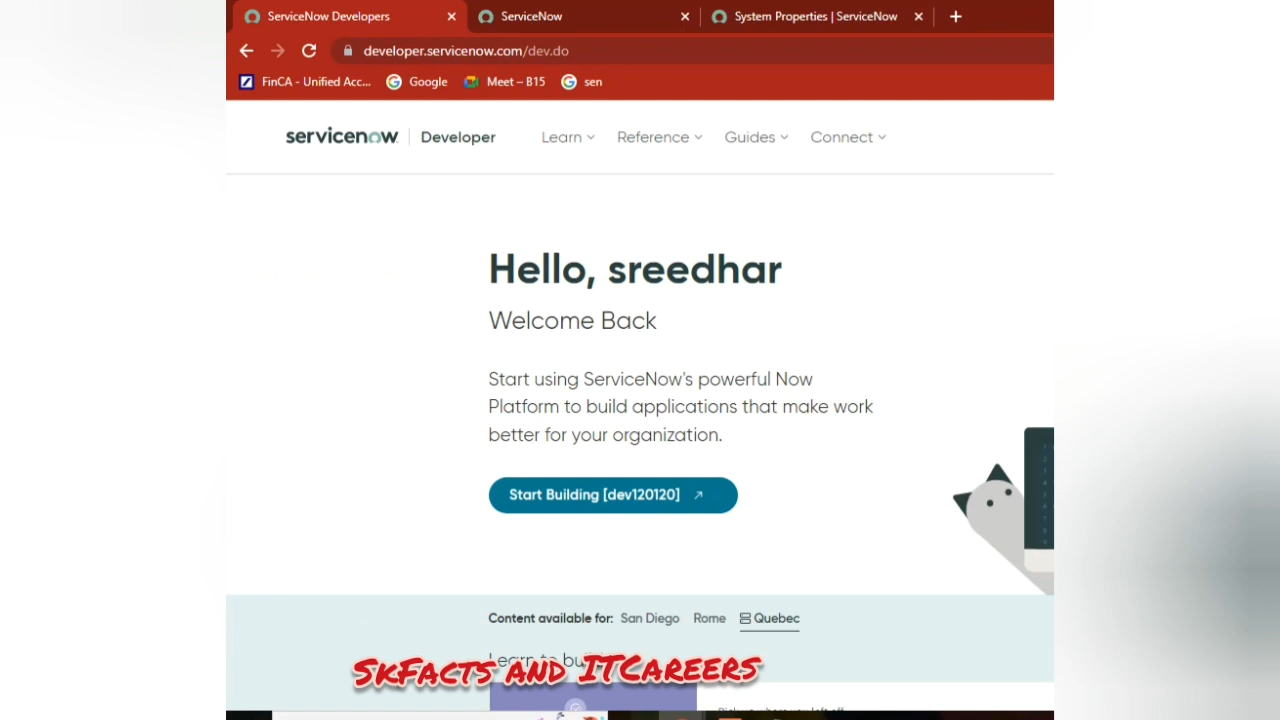 ServiceNow Developers
ServiceNow
System Properties | ServiceNow
developer.servicenow.com/dev.do
FinCA - Unified Acc...
Google
Meet – B15
sen
servicenow
Developer
Learn
Reference
Guides
Connect
Hello, sreedhar
Welcome Back
Start using ServiceNow's powerful Now
Platform to build applications that make work
better for your organization.
Start Building [dev120120]
Content available for: San Diego Rome Quebec
Learn to
SkFacts and ITCareers